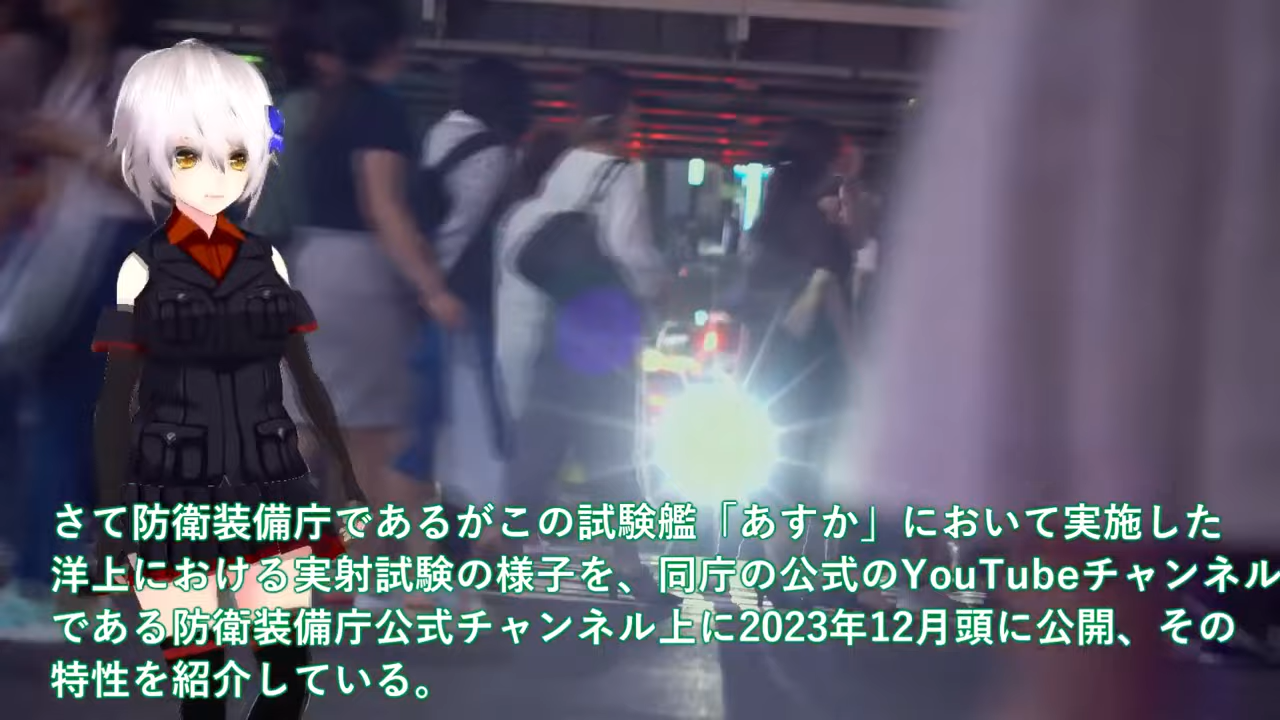 さて防衛装備庁であるがこの試験艦「あすか」において実施した
洋上における実射試験の様子を、同庁の公式のYouTubeチャンネル
である防衛装備庁公式チャンネル上に2023年12月頭に公開、その
特性を紹介している。